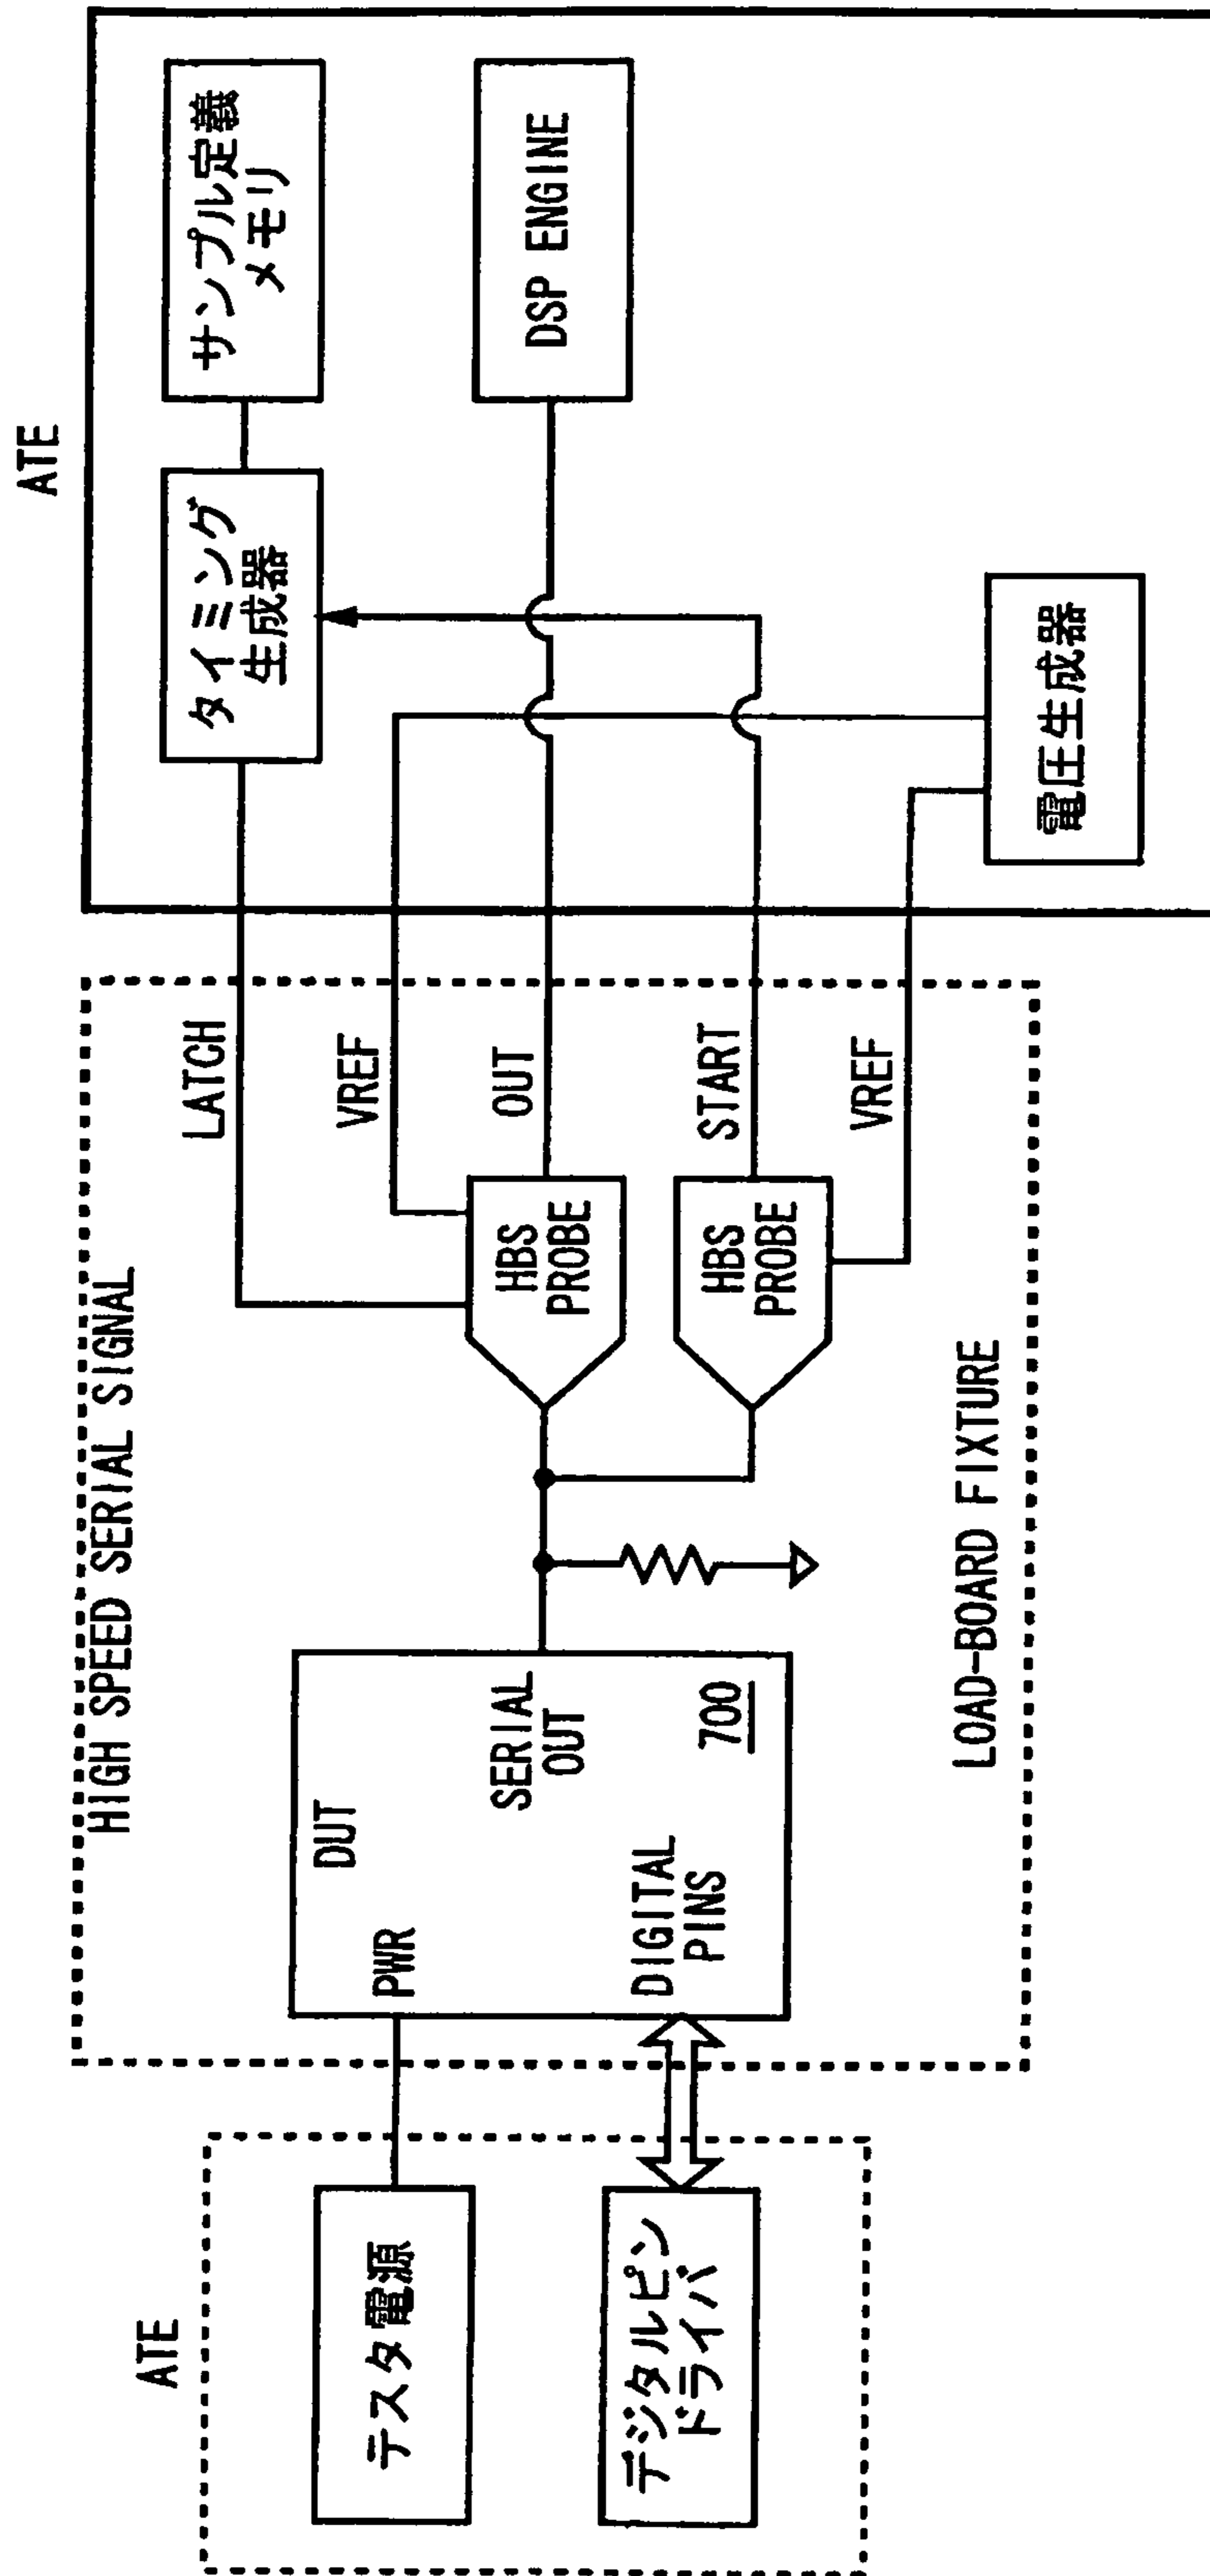 ATE
テスタ電源
デジタルピン
ドライバ
HIGH SPEED SERIAL SIGNAL
DUT
PWR
SERIAL
OUT
DIGITAL
PINS
700
LOAD-BOARD FIXTURE
HBS
PROBE
HBS
PROBE
LATCH
VREF
OUT
START
VREF
ATE
タイミング
生成器
サンプル定義
メモリ
DSP ENGINE
電圧生成器